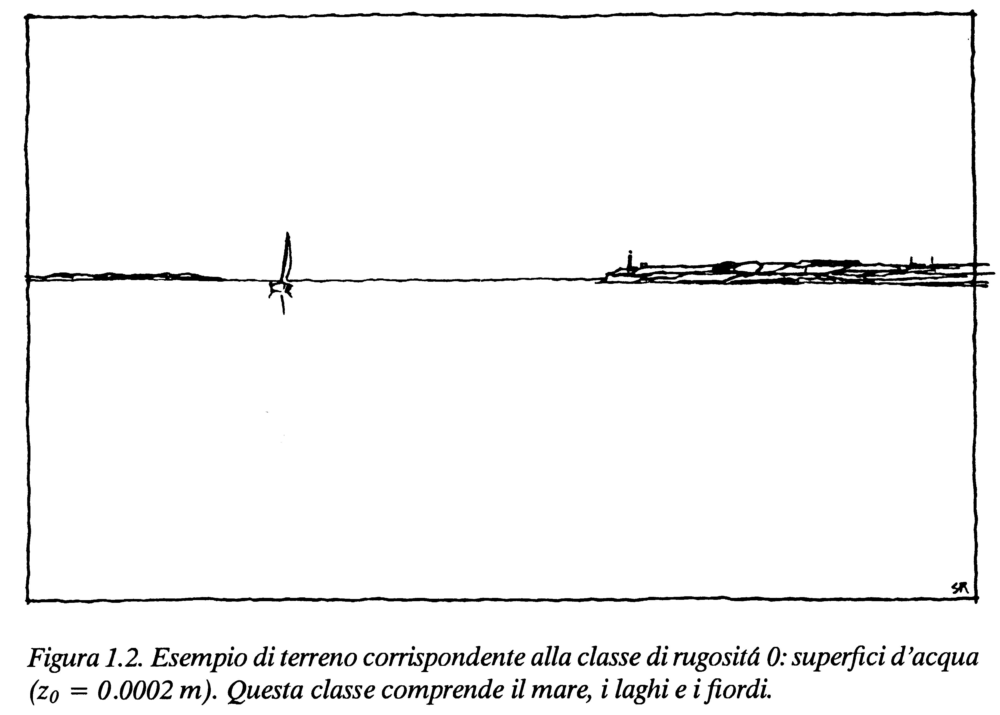 SR
Figura 1.2. Esempio di terreno corrispondente alla classe di rugositá 0: superfici d'acqua
(z₀ = 0.0002 m). Questa classe comprende il mare, i laghi e i fiordi.